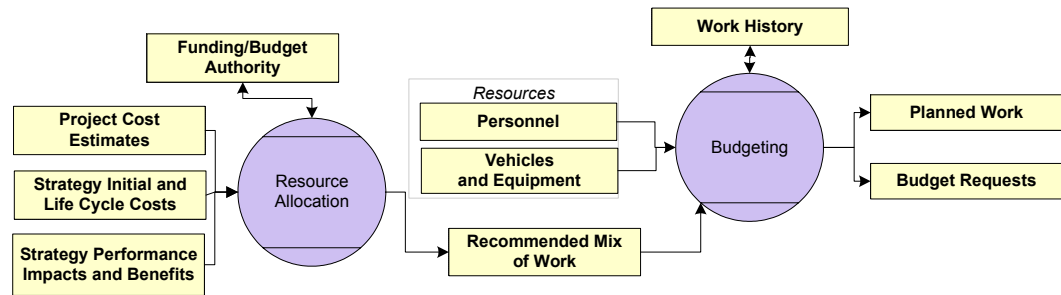 Funding/Budget
Authority
Work History
Resources
Personnel
Vehicles
and Equipment
Project Cost
Estimates
Strategy Initial and
Life Cycle Costs
Strategy Performance
Impacts and Benefits
Resource
Allocation
Recommended Mix
of Work
Budgeting
Planned Work
Budget Requests